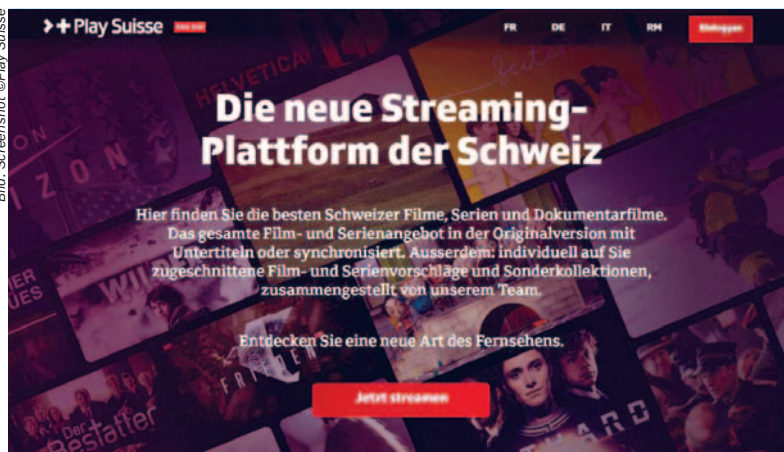 Bild: Screenshot ©Play Suisse
Play Suisse
FR DE IT RM Einloggen
Die neue Streaming-
Plattform der Schweiz
Hier finden Sie die besten Schweizer Filme, Serien und Dokumentarfilme.
Das gesamte Film- und Serienangebot in der Originalversion mit
Untertiteln oder synchronisiert. Ausserdem: individuell auf Sie
zugeschnittene Film- und Serienvorschläge und Sonderkollektionen,
zusammengestellt von unserem Team.
Entdecken Sie eine neue Art des Fernsehens.
Jetzt streamen
HELVETICA
ZON
WILDER
FRIEDEN
Der
Bestatter